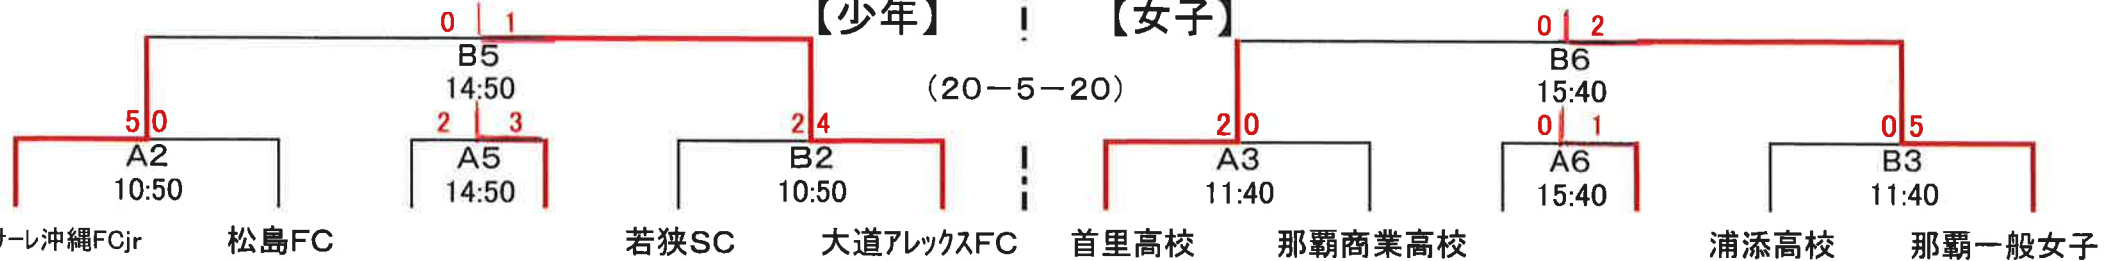 【少年】
【女子】
0 1
0 2
B5
14:50
B6
15:40
(20-5-20)
5 0
2 3
2 4
2 0
0 1
0 5
A2
10:50
A5
14:50
B2
10:50
A3
11:40
A6
15:40
B3
11:40
サーレ沖縄FCjr 松島FC 若狭SC 大道アレックスFC 首里高校 那覇商業高校 浦添高校 那覇一般女子